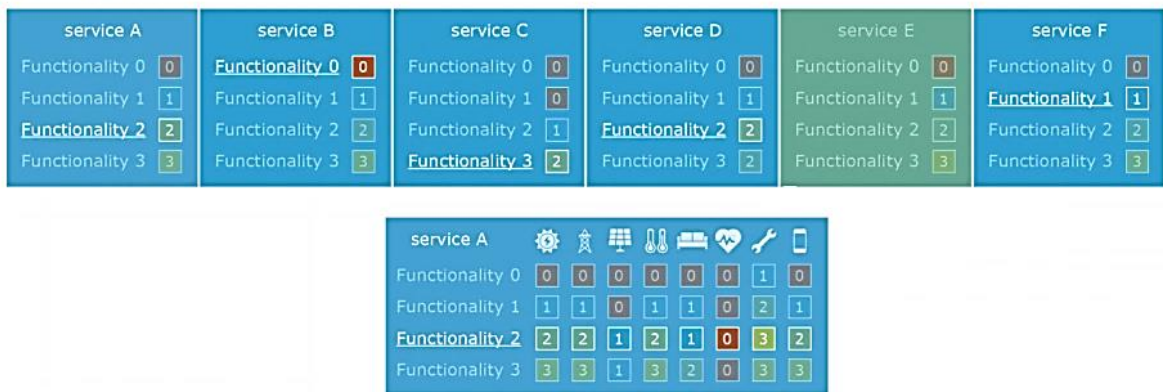 service A
Functionality 0 0
Functionality 1 1
Functionality 2 2
Functionality 3 3
service B
Functionality 0 0
Functionality 1 1
Functionality 2 2
Functionality 3 3
service C
Functionality 0 0
Functionality 1 0
Functionality 2 1
Functionality 3 2
service D
Functionality 0 0
Functionality 1 1
Functionality 2 2
Functionality 3 2
service E
Functionality 0 0
Functionality 1 1
Functionality 2 2
Functionality 3 3
service F
Functionality 0 0
Functionality 1 1
Functionality 2 2
Functionality 3 3
service A
Functionality 0 0 0 0 0 0 0 1 0
Functionality 1 1 1 0 1 1 0 2 1
Functionality 2 2 2 1 2 1 0 3 2
Functionality 3 3 3 1 3 2 0 3 3